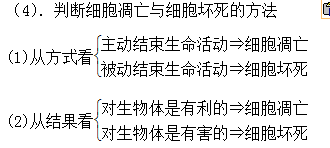 （4）．判断细胞凋亡与细胞坏死的方法
主动结束生命活动⇒细胞凋亡
(1)从方式看
被动结束生命活动⇒细胞坏死
对生物体是有利的⇒细胞凋亡
(2)从结果看
对生物体是有害的⇒细胞坏死